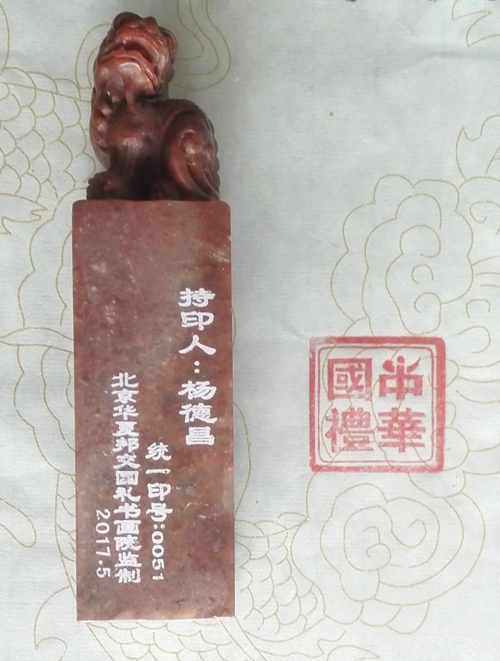 持印人：杨德昌
统一印号:0051
北京华夏邦交国礼书画院监制
2017.5
中華
國禮